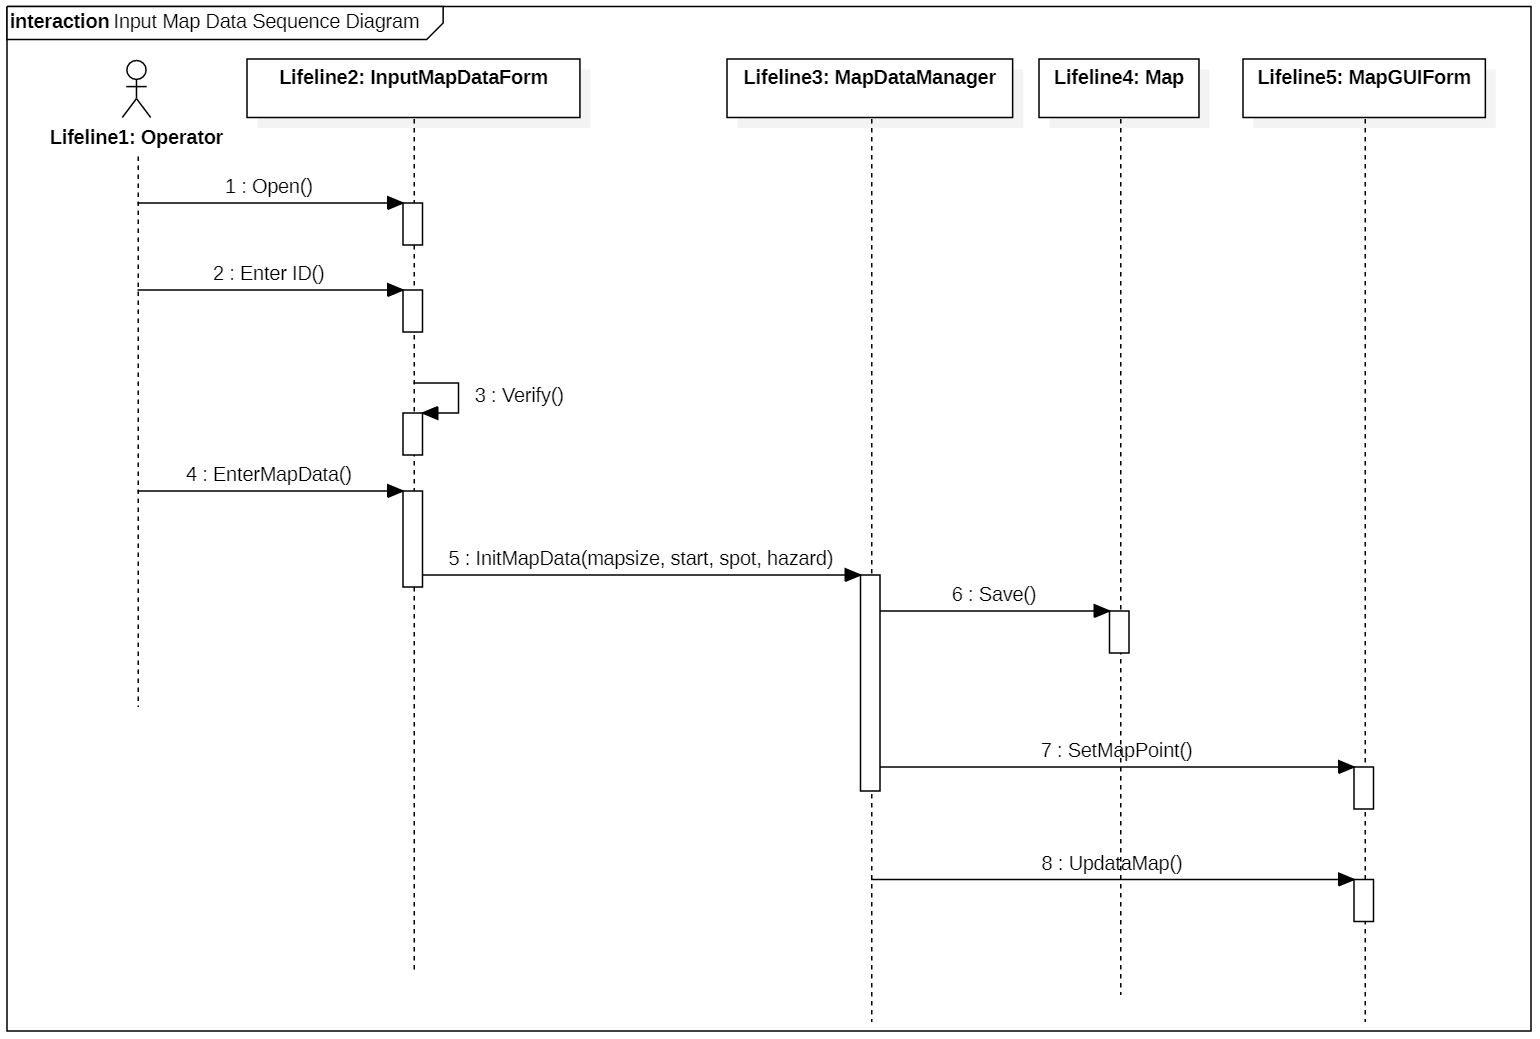 interaction Input Map Data Sequence Diagram
Lifeline1: Operator
Lifeline2: InputMapDataForm
Lifeline3: MapDataManager
Lifeline4: Map
Lifeline5: MapGUIForm
1 : Open()
2 : Enter ID()
3 : Verify()
4 : EnterMapData()
5 : InitMapData(mapsize, start, spot, hazard)
6 : Save()
7 : SetMapPoint()
8 : UpdataMap()